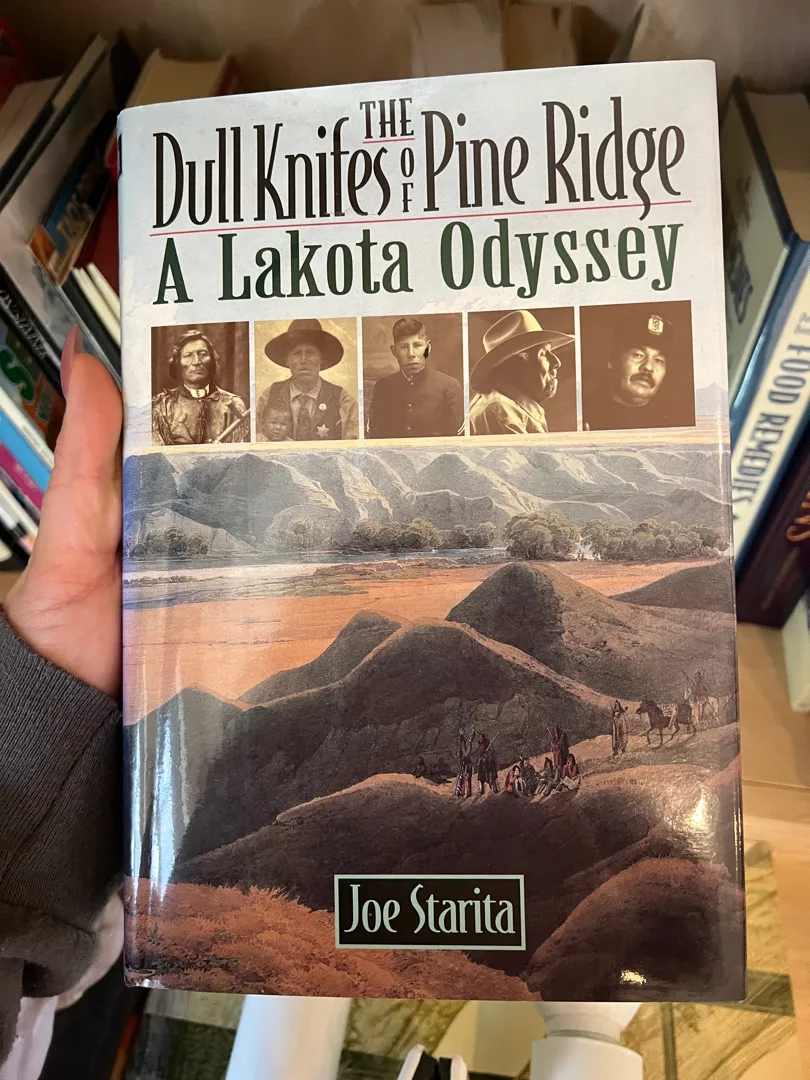 THE
Dull Knifes OF Pine Ridge
A Lakota Odyssey
Joe Starita
FOOD REMEDIES